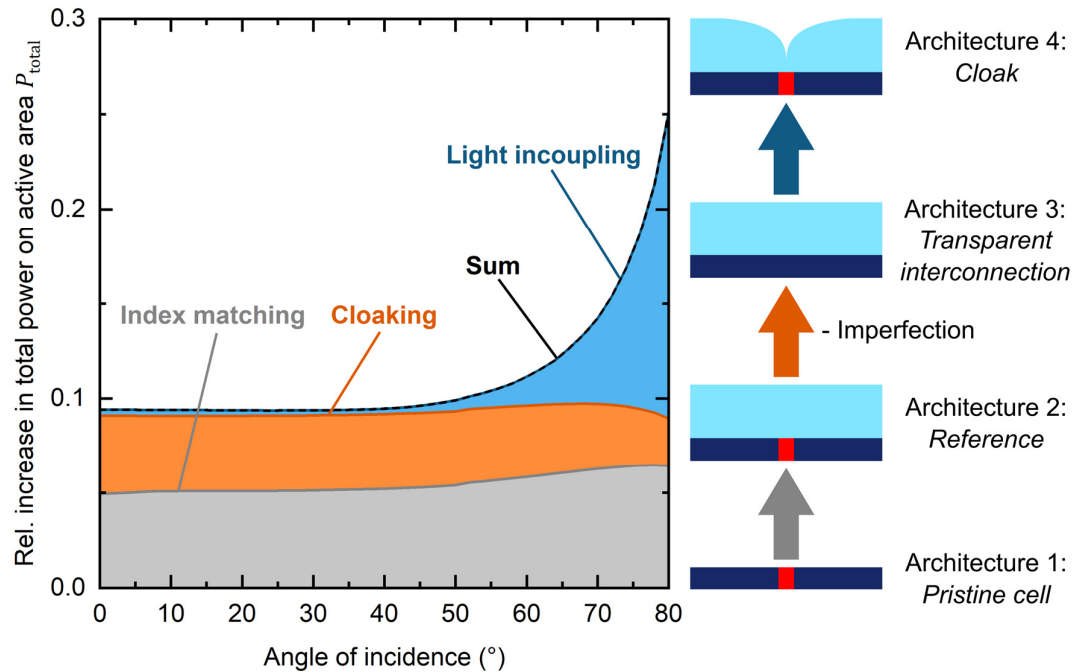 Rel. increase in total power on active area P_total
0.3
0.2
0.1
0.0
0 10 20 30 40 50 60 70 80
Angle of incidence (°)
Light incoupling
Sum
Index matching
Cloaking
Architecture 4:
Cloak
Architecture 3:
Transparent
interconnection
- Imperfection
Architecture 2:
Reference
Architecture 1:
Pristine cell